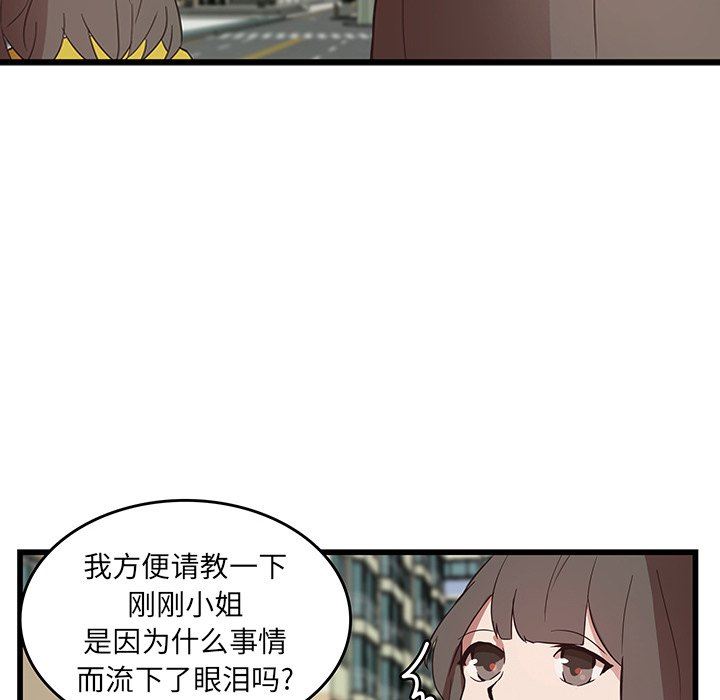 我方便请教一下
刚刚小姐
是因为什么事情
而流下了眼泪吗?